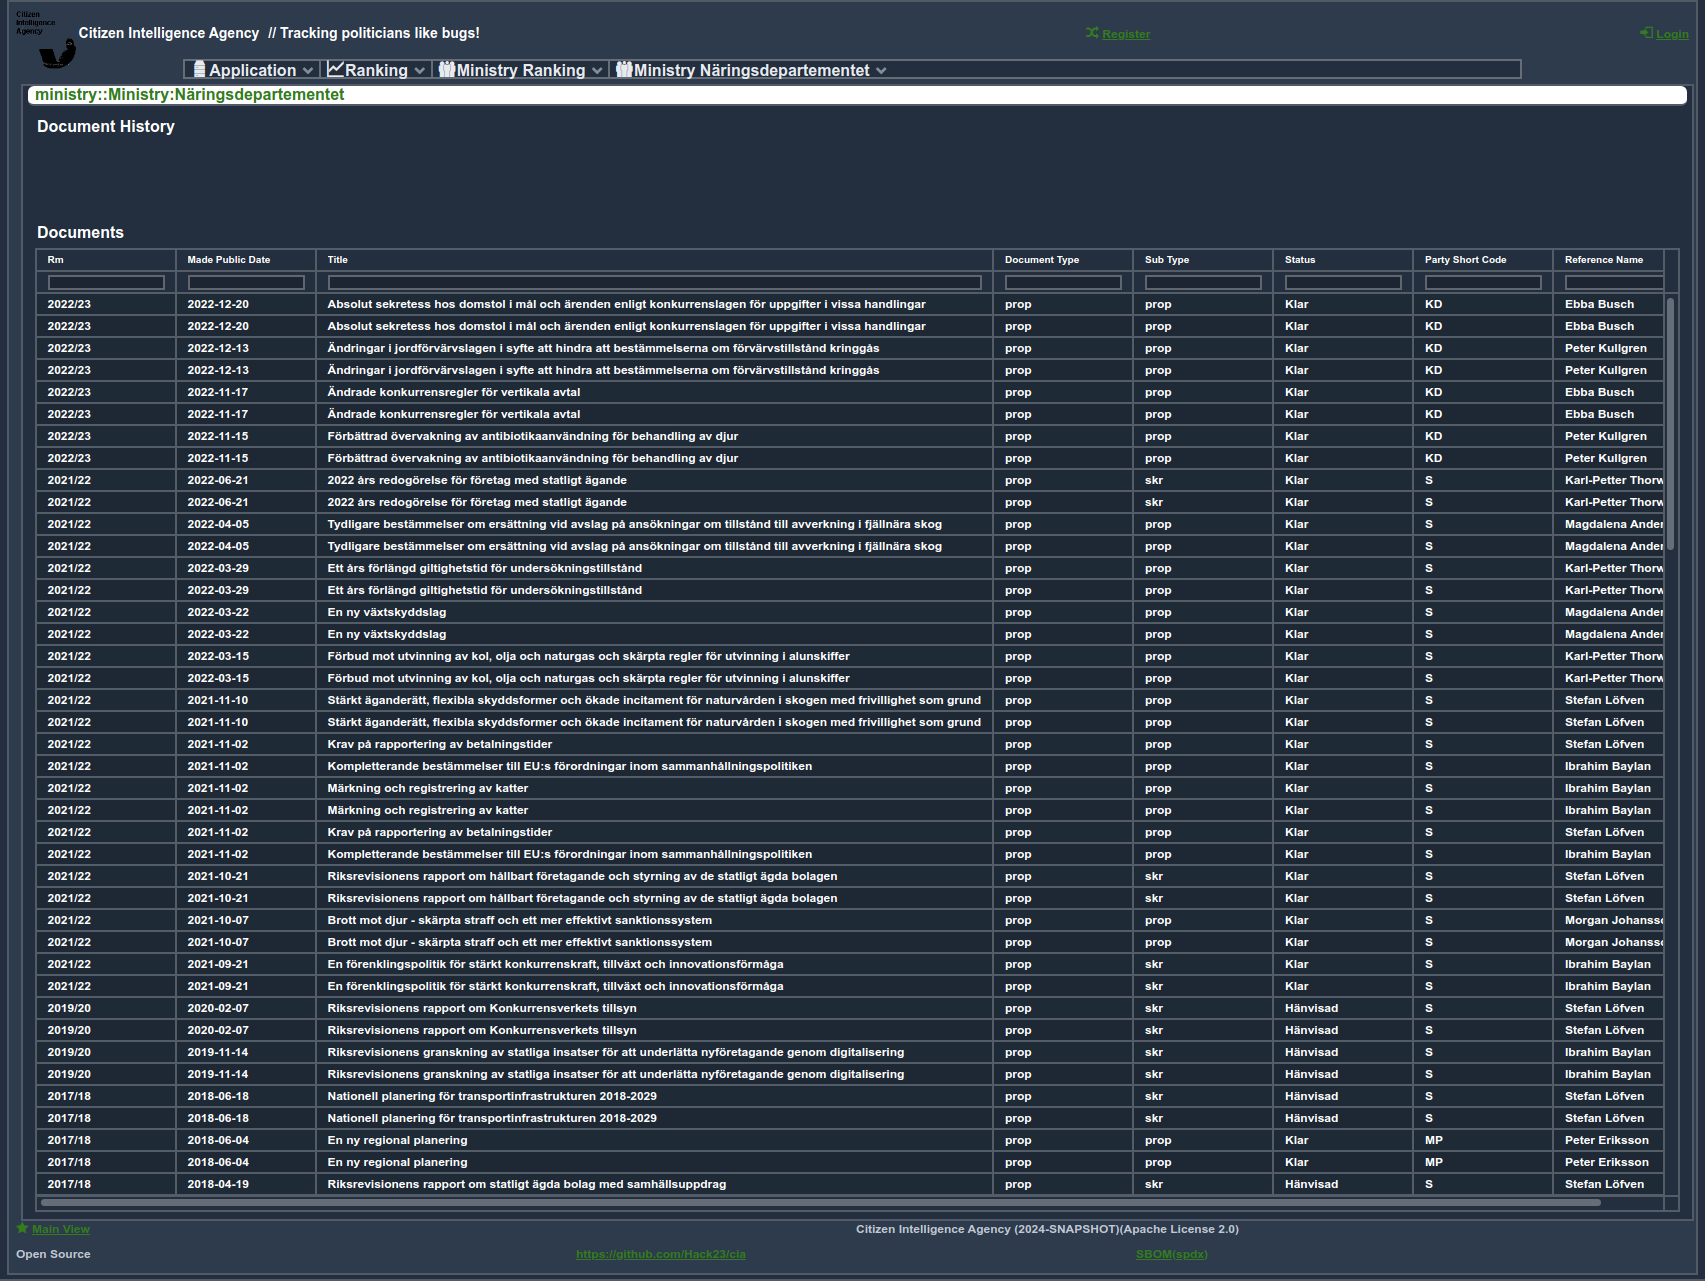 Citizen
Intelligence
Agency
Citizen Intelligence Agency // Tracking politicians like bugs!
Register
Login
Application Ranking Ministry Ranking Ministry Näringsdepartementet
ministry::Ministry:Näringsdepartementet
Document History
Documents
Rm Made Public Date Title Document Type Sub Type Status Party Short Code Reference Name
2022/23 2022-12-20 Absolut sekretess hos domstol i mål och ärenden enligt konkurrenslagen för uppgifter i vissa handlingar prop prop Klar KD Ebba Busch
2022/23 2022-12-20 Absolut sekretess hos domstol i mål och ärenden enligt konkurrenslagen för uppgifter i vissa handlingar prop prop Klar KD Ebba Busch
2022/23 2022-12-13 Ändringar i jordförvärvslagen i syfte att hindra att bestämmelserna om förvärvstillstånd kringgås prop prop Klar KD Peter Kullgren
2022/23 2022-12-13 Ändringar i jordförvärvslagen i syfte att hindra att bestämmelserna om förvärvstillstånd kringgås prop prop Klar KD Peter Kullgren
2022/23 2022-11-17 Ändrade konkurrensregler för vertikala avtal prop prop Klar KD Ebba Busch
2022/23 2022-11-17 Ändrade konkurrensregler för vertikala avtal prop prop Klar KD Ebba Busch
2022/23 2022-11-15 Förbättrad övervakning av antibiotikaanvändning för behandling av djur prop prop Klar KD Peter Kullgren
2022/23 2022-11-15 Förbättrad övervakning av antibiotikaanvändning för behandling av djur prop prop Klar KD Peter Kullgren
2021/22 2022-06-21 2022 års redogörelse för företag med statligt ägande prop skr Klar S Karl-Petter Thorw
2021/22 2022-06-21 2022 års redogörelse för företag med statligt ägande prop skr Klar S Karl-Petter Thorw
2021/22 2022-04-05 Tydligare bestämmelser om ersättning vid avslag på ansökningar om tillstånd till avverkning i fjällnära skog prop prop Klar S Magdalena Ander
2021/22 2022-04-05 Tydligare bestämmelser om ersättning vid avslag på ansökningar om tillstånd till avverkning i fjällnära skog prop prop Klar S Magdalena Ander
2021/22 2022-03-29 Ett års förlängd giltighetstid för undersökningstillstånd prop prop Klar S Karl-Petter Thorw
2021/22 2022-03-29 Ett års förlängd giltighetstid för undersökningstillstånd prop prop Klar S Karl-Petter Thorw
2021/22 2022-03-22 En ny växtskyddslag prop prop Klar S Magdalena Ander
2021/22 2022-03-22 En ny växtskyddslag prop prop Klar S Magdalena Ander
2021/22 2022-03-15 Förbud mot utvinning av kol, olja och naturgas och skärpta regler för utvinning i alunskiffer prop prop Klar S Karl-Petter Thorw
2021/22 2022-03-15 Förbud mot utvinning av kol, olja och naturgas och skärpta regler för utvinning i alunskiffer prop prop Klar S Karl-Petter Thorw
2021/22 2021-11-10 Stärkt äganderätt, flexibla skyddsformer och ökade incitament för naturvården i skogen med frivillighet som grund prop prop Klar S Stefan Löfven
2021/22 2021-11-10 Stärkt äganderätt, flexibla skyddsformer och ökade incitament för naturvården i skogen med frivillighet som grund prop prop Klar S Stefan Löfven
2021/22 2021-11-02 Krav på rapportering av betalningstider prop prop Klar S Stefan Löfven
2021/22 2021-11-02 Kompletterande bestämmelser till EU:s förordningar inom sammanhållningspolitiken prop prop Klar S Ibrahim Baylan
2021/22 2021-11-02 Märkning och registrering av katter prop prop Klar S Ibrahim Baylan
2021/22 2021-11-02 Märkning och registrering av katter prop prop Klar S Ibrahim Baylan
2021/22 2021-11-02 Krav på rapportering av betalningstider prop prop Klar S Stefan Löfven
2021/22 2021-11-02 Kompletterande bestämmelser till EU:s förordningar inom sammanhållningspolitiken prop prop Klar S Ibrahim Baylan
2021/22 2021-10-21 Riksrevisionens rapport om hållbart företagande och styrning av de statligt ägda bolagen prop skr Klar S Stefan Löfven
2021/22 2021-10-21 Riksrevisionens rapport om hållbart företagande och styrning av de statligt ägda bolagen prop skr Klar S Stefan Löfven
2021/22 2021-10-07 Brott mot djur - skärpta straff och ett mer effektivt sanktionssystem prop prop Klar S Morgan Johansso
2021/22 2021-10-07 Brott mot djur - skärpta straff och ett mer effektivt sanktionssystem prop prop Klar S Morgan Johansso
2021/22 2021-09-21 En förenklingspolitik för stärkt konkurrenskraft, tillväxt och innovationsförmåga prop skr Klar S Ibrahim Baylan
2021/22 2021-09-21 En förenklingspolitik för stärkt konkurrenskraft, tillväxt och innovationsförmåga prop skr Klar S Ibrahim Baylan
2019/20 2020-02-07 Riksrevisionens rapport om Konkurrensverkets tillsyn prop skr Hänvisad S Stefan Löfven
2019/20 2020-02-07 Riksrevisionens rapport om Konkurrensverkets tillsyn prop skr Hänvisad S Stefan Löfven
2019/20 2019-11-14 Riksrevisionens granskning av statliga insatser för att underlätta nyföretagande genom digitalisering prop skr Hänvisad S Ibrahim Baylan
2019/20 2019-11-14 Riksrevisionens granskning av statliga insatser för att underlätta nyföretagande genom digitalisering prop skr Hänvisad S Ibrahim Baylan
2017/18 2018-06-18 Nationell planering för transportinfrastrukturen 2018-2029 prop skr Hänvisad S Stefan Löfven
2017/18 2018-06-18 Nationell planering för transportinfrastrukturen 2018-2029 prop skr Hänvisad S Stefan Löfven
2017/18 2018-06-04 En ny regional planering prop prop Klar MP Peter Eriksson
2017/18 2018-06-04 En ny regional planering prop prop Klar MP Peter Eriksson
2017/18 2018-04-19 Riksrevisionens rapport om statligt ägda bolag med samhällsuppdrag prop skr Hänvisad S Stefan Löfven
Main View
Citizen Intelligence Agency (2024-SNAPSHOT)(Apache License 2.0)
Open Source
https://github.com/Hack23/cia
SBOM(spdx)